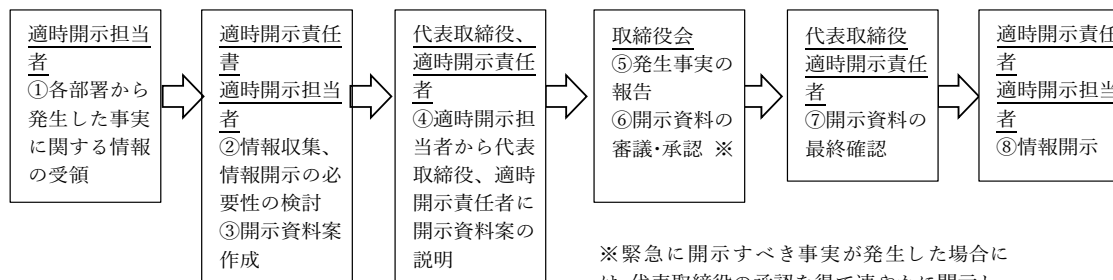 適時開示担当
者
①各部署から
発生した事実
に関する情報
の受領
適時開示責任
書
適時開示担当
者
②情報収集、
情報開示の必
要性の検討
③開示資料案
作成
代表取締役、
適時開示責任
者
④適時開示担
当者から代表
取締役、適時
開示責任者に
開示資料案の
説明
取締役会
⑤発生事実の
報告
⑥開示資料の
審議・承認 ※
代表取締役
適時開示責任
者
⑦開示資料の
最終確認
適時開示責任
者
適時開示担当
者
⑧情報開示
※緊急に開示すべき事実が発生した場合に
は、代表取締役の承認を得て速やかに開示し